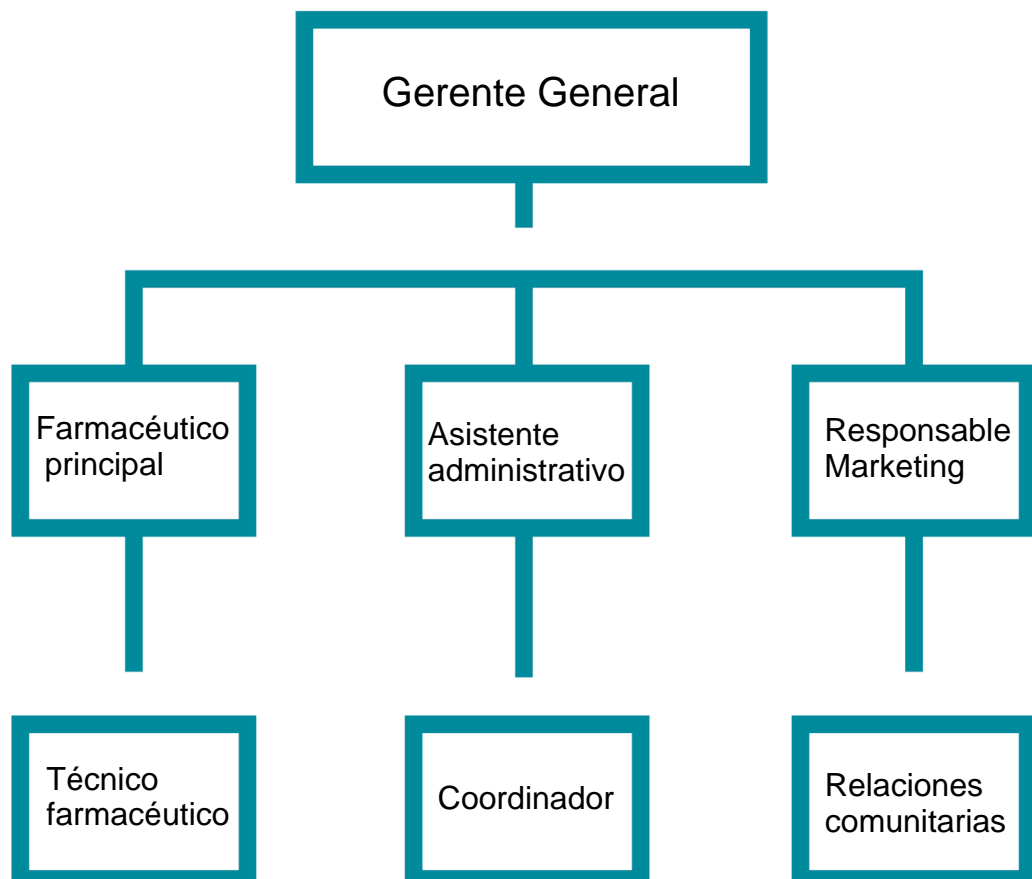 Gerente General
Farmacéutico
principal
Asistente
administrativo
Responsable
Marketing
Técnico
farmacéutico
Coordinador
Relaciones
comunitarias